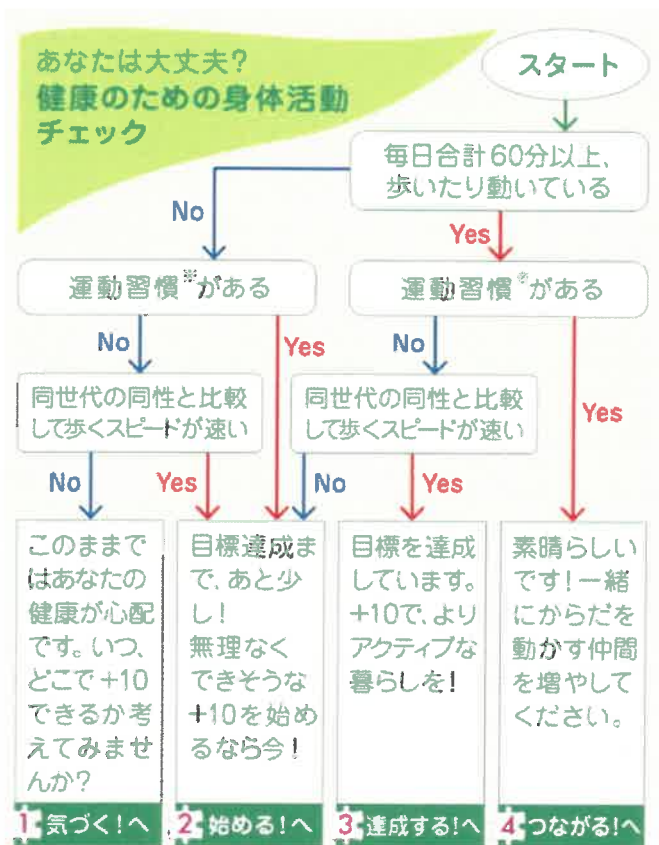 あなたは大丈夫?
健康のための身体活動
チェック
スタート
毎日合計60分以上、
歩いたり動いている
No
Yes
運動習慣※がある
運動習慣※がある
No
Yes
No
Yes
同世代の同性と比較
して歩くスピードが速い
同世代の同性と比較
して歩くスピードが速い
No
Yes
No
Yes
このままで
はあなたの
健康が心配
です。いつ、
どこで+10
できるか考
えてみませ
んか?
目標達成ま
で、あと少
し!
無理なく
できそうな
+10を始め
るなら今!
目標を達成
しています。
+10で、より
アクティブな
暮らしを!
素晴らしい
です!一緒
にからだを
動かす仲間
を増やして
ください。
1 気づく!へ
2 始める!へ
3 達成する!へ
4 つながる!へ